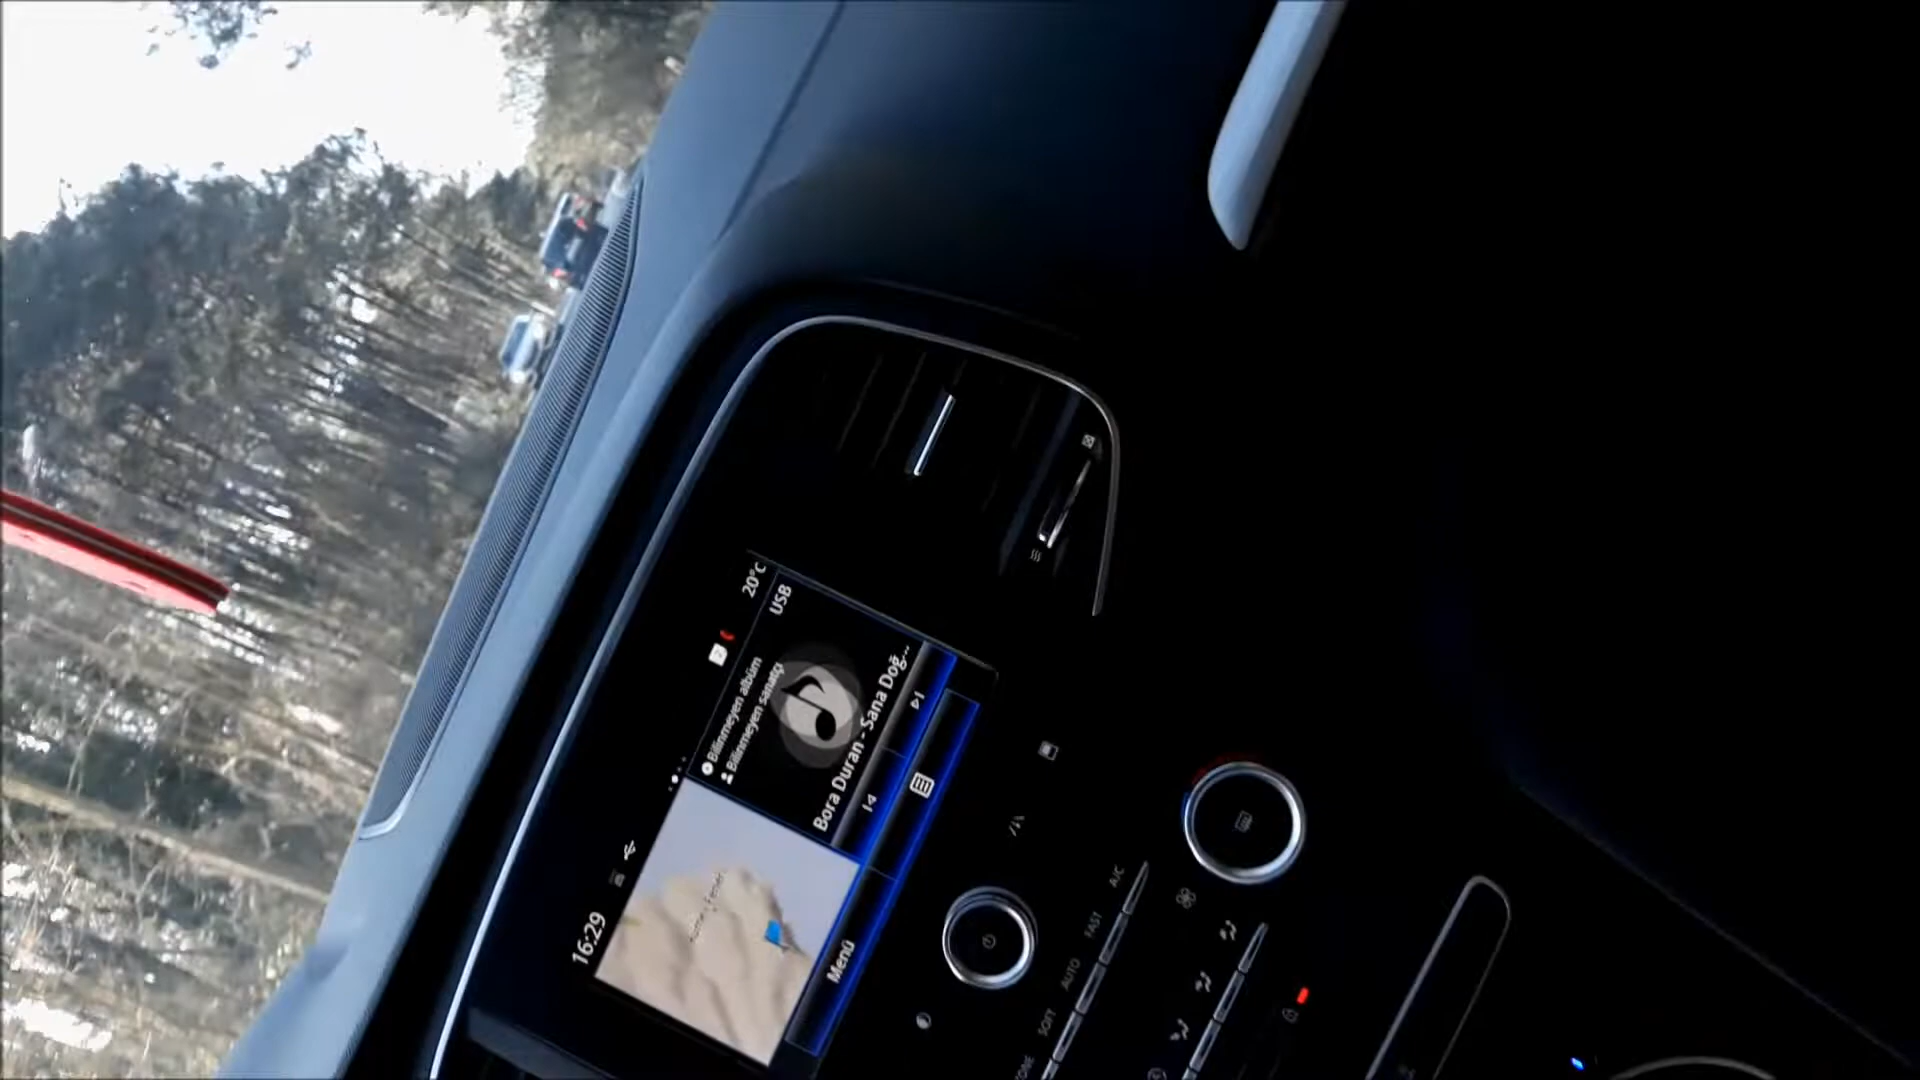 16:29
20°C
USB
Bilinmeyen albüm
Bilinmeyen sanatçı
Bora Duran - Sana Doğ...
Menü
A/C
FAST
AUTO
SOFT